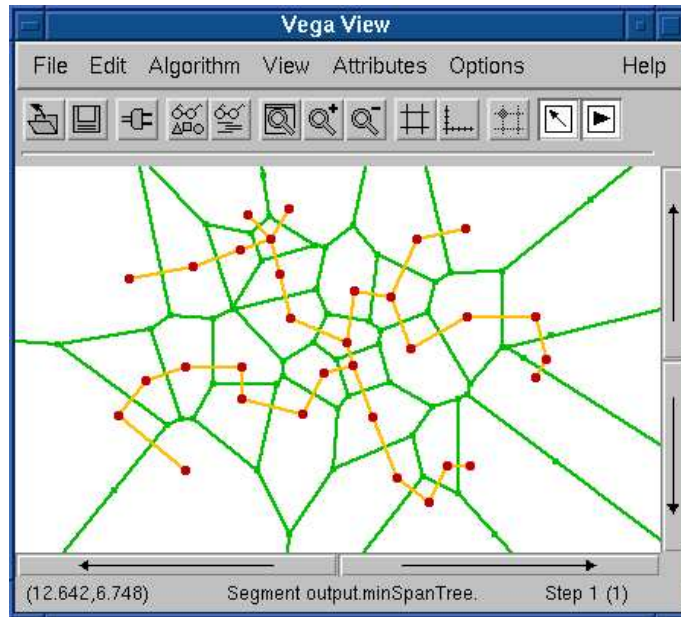 Vega View
File Edit Algorithm View Attributes Options Help
(12.642,6.748) Segment output.minSpanTree. Step 1 (1)